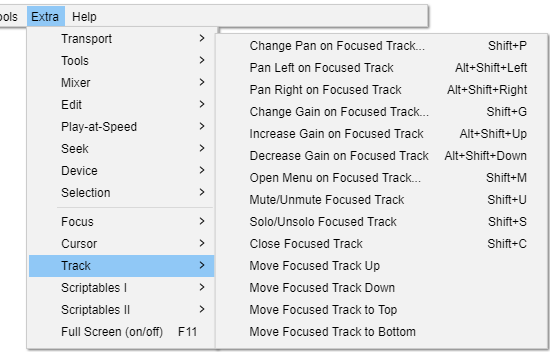 ols Extra Help
Transport >
Tools >
Mixer >
Edit >
Play-at-Speed >
Seek >
Device >
Selection >
Focus >
Cursor >
Track >
Scriptables I >
Scriptables II >
Full Screen (on/off) F11
Change Pan on Focused Track... Shift+P
Pan Left on Focused Track Alt+Shift+Left
Pan Right on Focused Track Alt+Shift+Right
Change Gain on Focused Track... Shift+G
Increase Gain on Focused Track Alt+Shift+Up
Decrease Gain on Focused Track Alt+Shift+Down
Open Menu on Focused Track... Shift+M
Mute/Unmute Focused Track Shift+U
Solo/Unsolo Focused Track Shift+S
Close Focused Track Shift+C
Move Focused Track Up
Move Focused Track Down
Move Focused Track to Top
Move Focused Track to Bottom